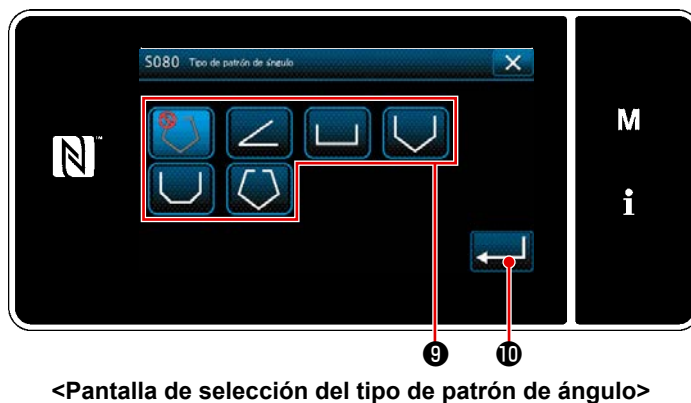 S080 Tipo de patrón de ángulo
M
i
❾ ❿
<Pantalla de selección del tipo de patrón de ángulo>